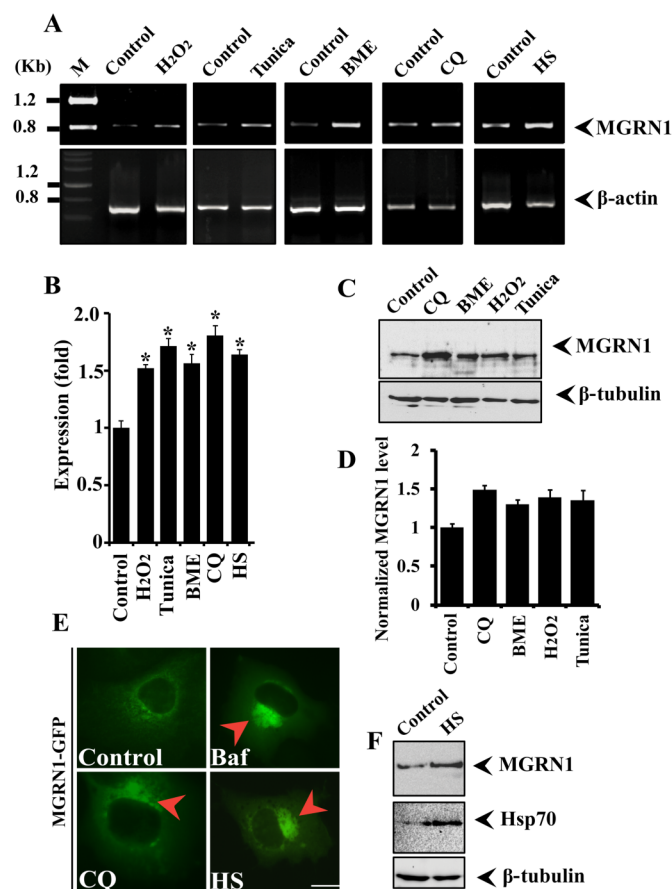 A
(Kb) M Control H2O2 Control Tunica Control BME Control CQ Control HS
1.2
0.8
MGRN1
1.2
0.8
β-actin
B
Expression (fold)
2.0
1.5
1
0.5
0
* * * * *
Control H2O2 Tunica BME CQ HS
C
Control CQ BME H2O2 Tunica
MGRN1
β-tubulin
D
Normalized MGRN1 level
2
1.5
1
0.5
0
Control CQ BME H2O2 Tunica
E
MGRN1-GFP
Control Baf
CQ HS
F
Control HS
MGRN1
Hsp70
β-tubulin